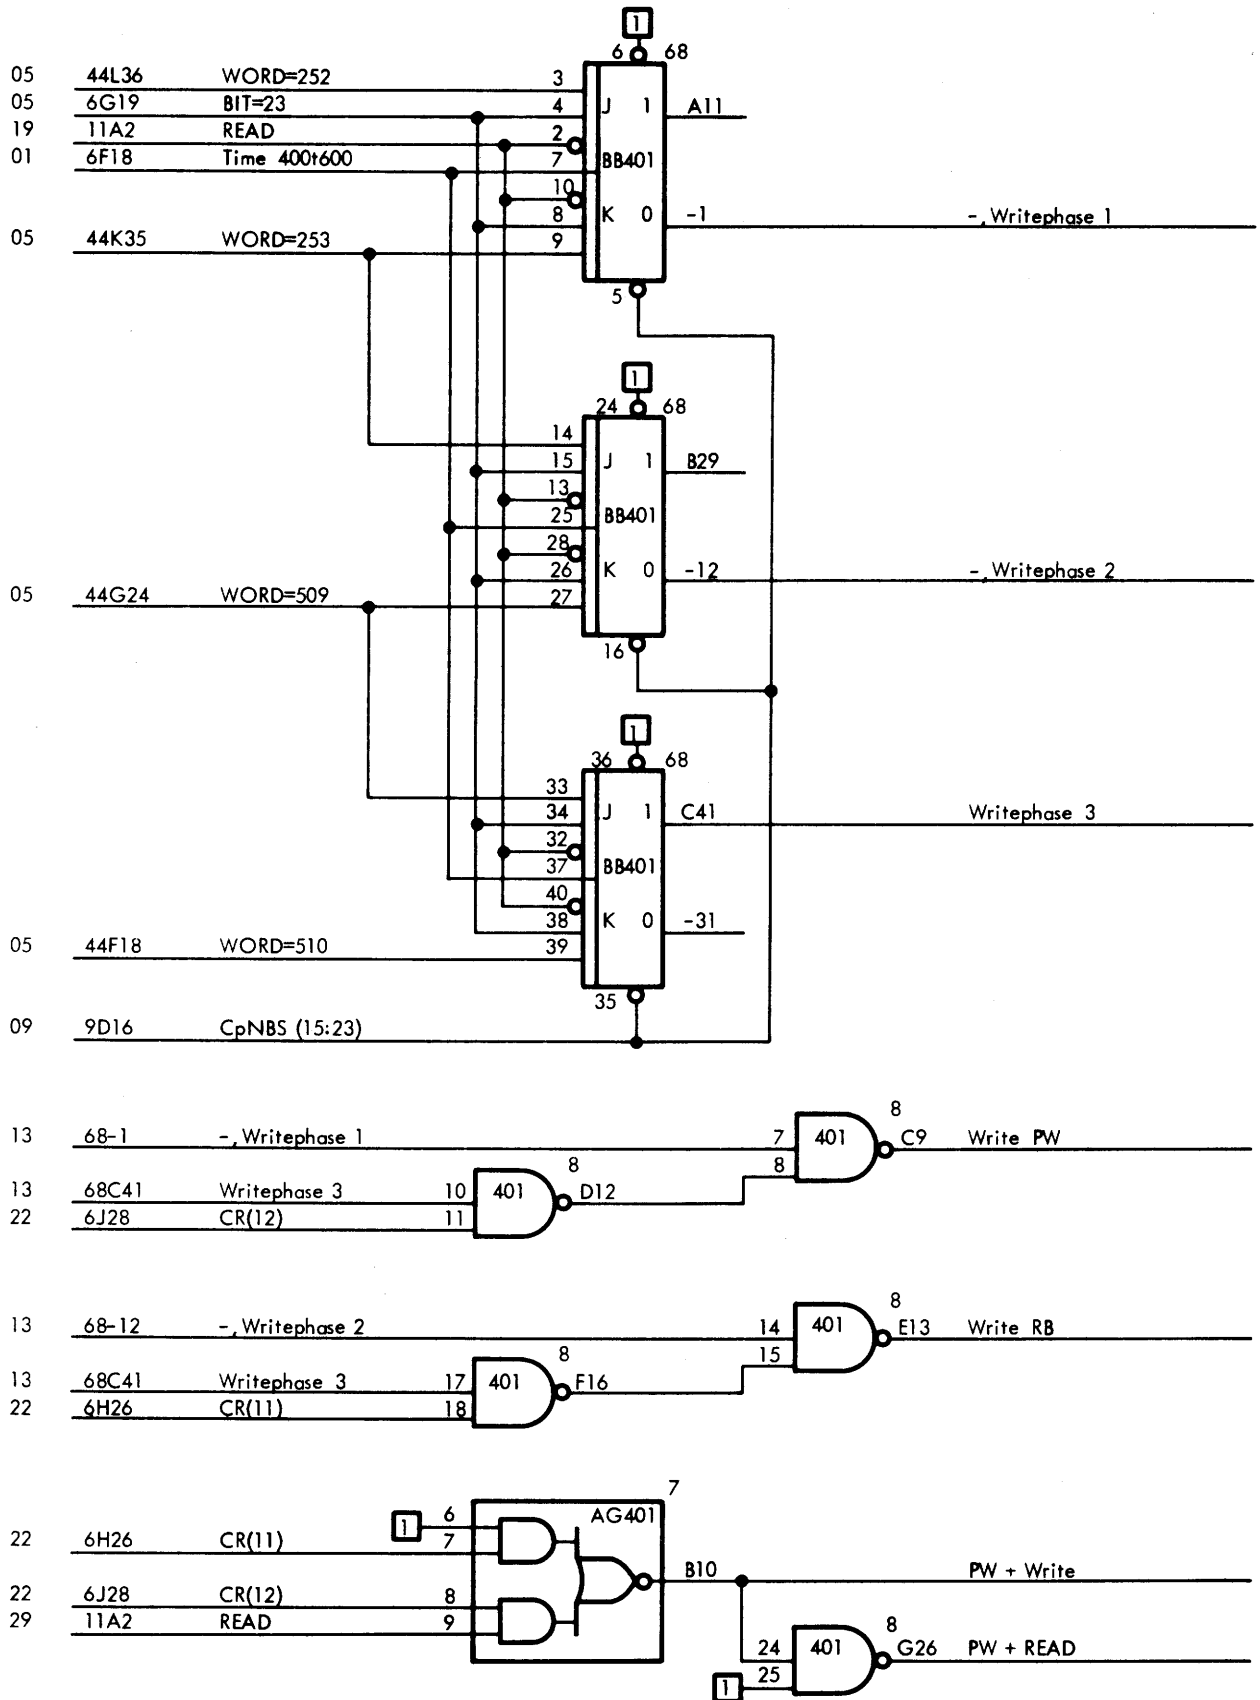 1
6 68
05 44L36 WORD=252 3
05 6G19 BIT=23 4 J 1 A11
19 11A2 READ 2
01 6F18 Time 400t600 7 BB401
10
8 K 0 -1 -,Writephase 1
05 44K35 WORD=253 9
5
1
24 68
14
15 J 1 B29
13
25 BB401
28
26 K 0 -12 -,Writephase 2
05 44G24 WORD=509 27
16
1
36 68
33
34 J 1 C41 Writephase 3
32
37 BB401
40
38 K 0 -31
05 44F18 WORD=510 39
35
09 9D16 CpNBS (15:23)
8
13 68-1 -,Writephase 1 7 401 C9 Write PW
8
8
13 68C41 Writephase 3 10 401 D12
22 6J28 CR(12) 11
8
13 68-12 -,Writephase 2 14 401 E13 Write RB
8 15
13 68C41 Writephase 3 17 401 F16
22 6H26 CR(11) 18
7
1 6 AG401
22 6H26 CR(11) 7
B10 PW + Write
22 6J28 CR(12) 8
29 11A2 READ 9
8
24 401 G26 PW + READ
1 25